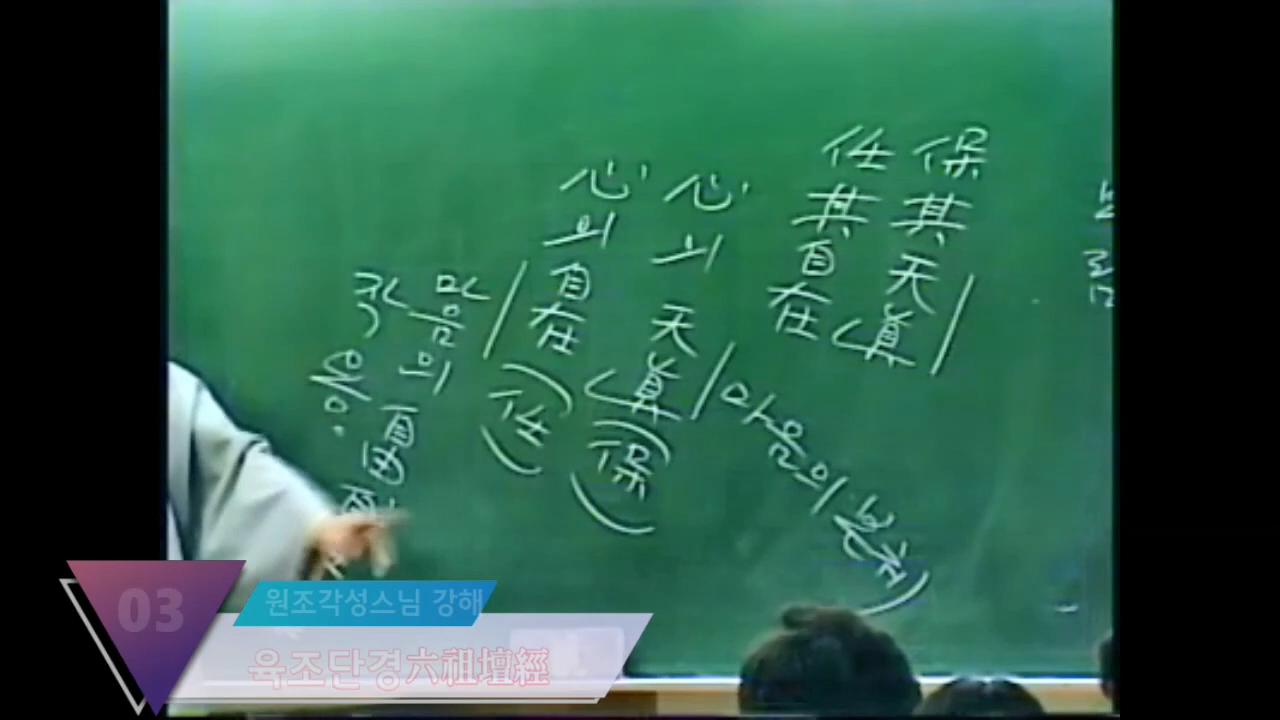 保其天眞
任其自在
心의 天眞 (保)
마음의 본체
心의 自在 (任)
마음의
작용.
03
원조각성스님 강해
육조단경六祖壇經